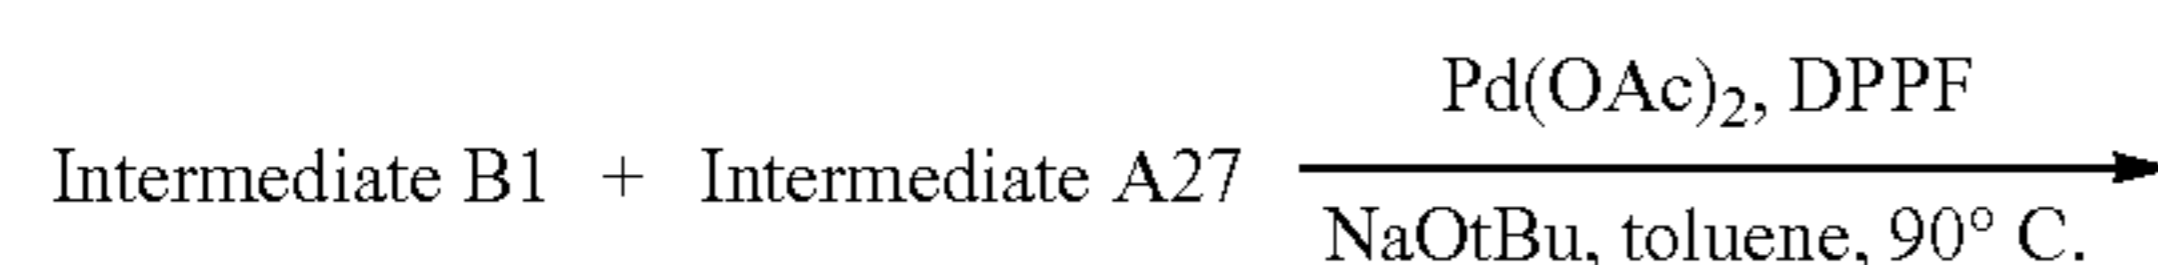 Pd(OAc)2, DPPF
Intermediate B1 + Intermediate A27
NaOtBu, toluene, 90° C.